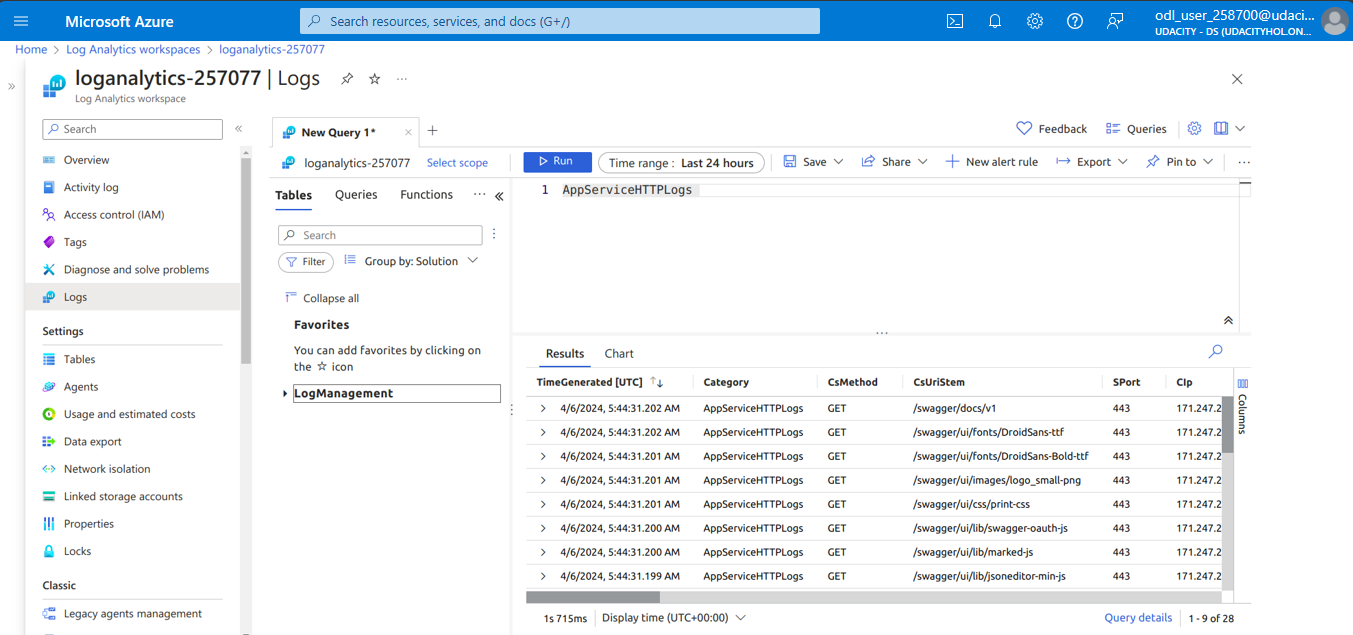 Microsoft Azure
Search resources, services, and docs (G+/)
odl_user_258700@udaci...
UDACITY - DS (UDACITYHOL.ON...
Home > Log Analytics workspaces > loganalytics-257077
loganalytics-257077 | Logs
Log Analytics workspace
Search
Overview
Activity log
Access control (IAM)
Tags
Diagnose and solve problems
Logs
Settings
Tables
Agents
Usage and estimated costs
Data export
Network isolation
Linked storage accounts
Properties
Locks
Classic
Legacy agents management
New Query 1*
Feedback
Queries
loganalytics-257077
Select scope
Run
Time range : Last 24 hours
Save
Share
New alert rule
Export
Pin to
Tables
Queries
Functions
Search
Filter
Group by: Solution
Collapse all
Favorites
You can add favorites by clicking on
the ☆ icon
LogManagement
1 AppServiceHTTPLogs
Results
Chart
TimeGenerated [UTC] Category CsMethod CsUriStem SPort CIp
4/6/2024, 5:44:31.202 AM AppServiceHTTPLogs GET /swagger/docs/v1 443 171.247.2
4/6/2024, 5:44:31.202 AM AppServiceHTTPLogs GET /swagger/ui/fonts/DroidSans-ttf 443 171.247.2
4/6/2024, 5:44:31.201 AM AppServiceHTTPLogs GET /swagger/ui/fonts/DroidSans-Bold-ttf 443 171.247.2
4/6/2024, 5:44:31.201 AM AppServiceHTTPLogs GET /swagger/ui/images/logo_small-png 443 171.247.2
4/6/2024, 5:44:31.201 AM AppServiceHTTPLogs GET /swagger/ui/css/print-css 443 171.247.2
4/6/2024, 5:44:31.200 AM AppServiceHTTPLogs GET /swagger/ui/lib/swagger-oauth-js 443 171.247.2
4/6/2024, 5:44:31.200 AM AppServiceHTTPLogs GET /swagger/ui/lib/marked-js 443 171.247.2
4/6/2024, 5:44:31.199 AM AppServiceHTTPLogs GET /swagger/ui/lib/jsoneditor-min-js 443 171.247.2
Columns
1s 715ms
Display time (UTC+00:00)
Query details
1 - 9 of 28